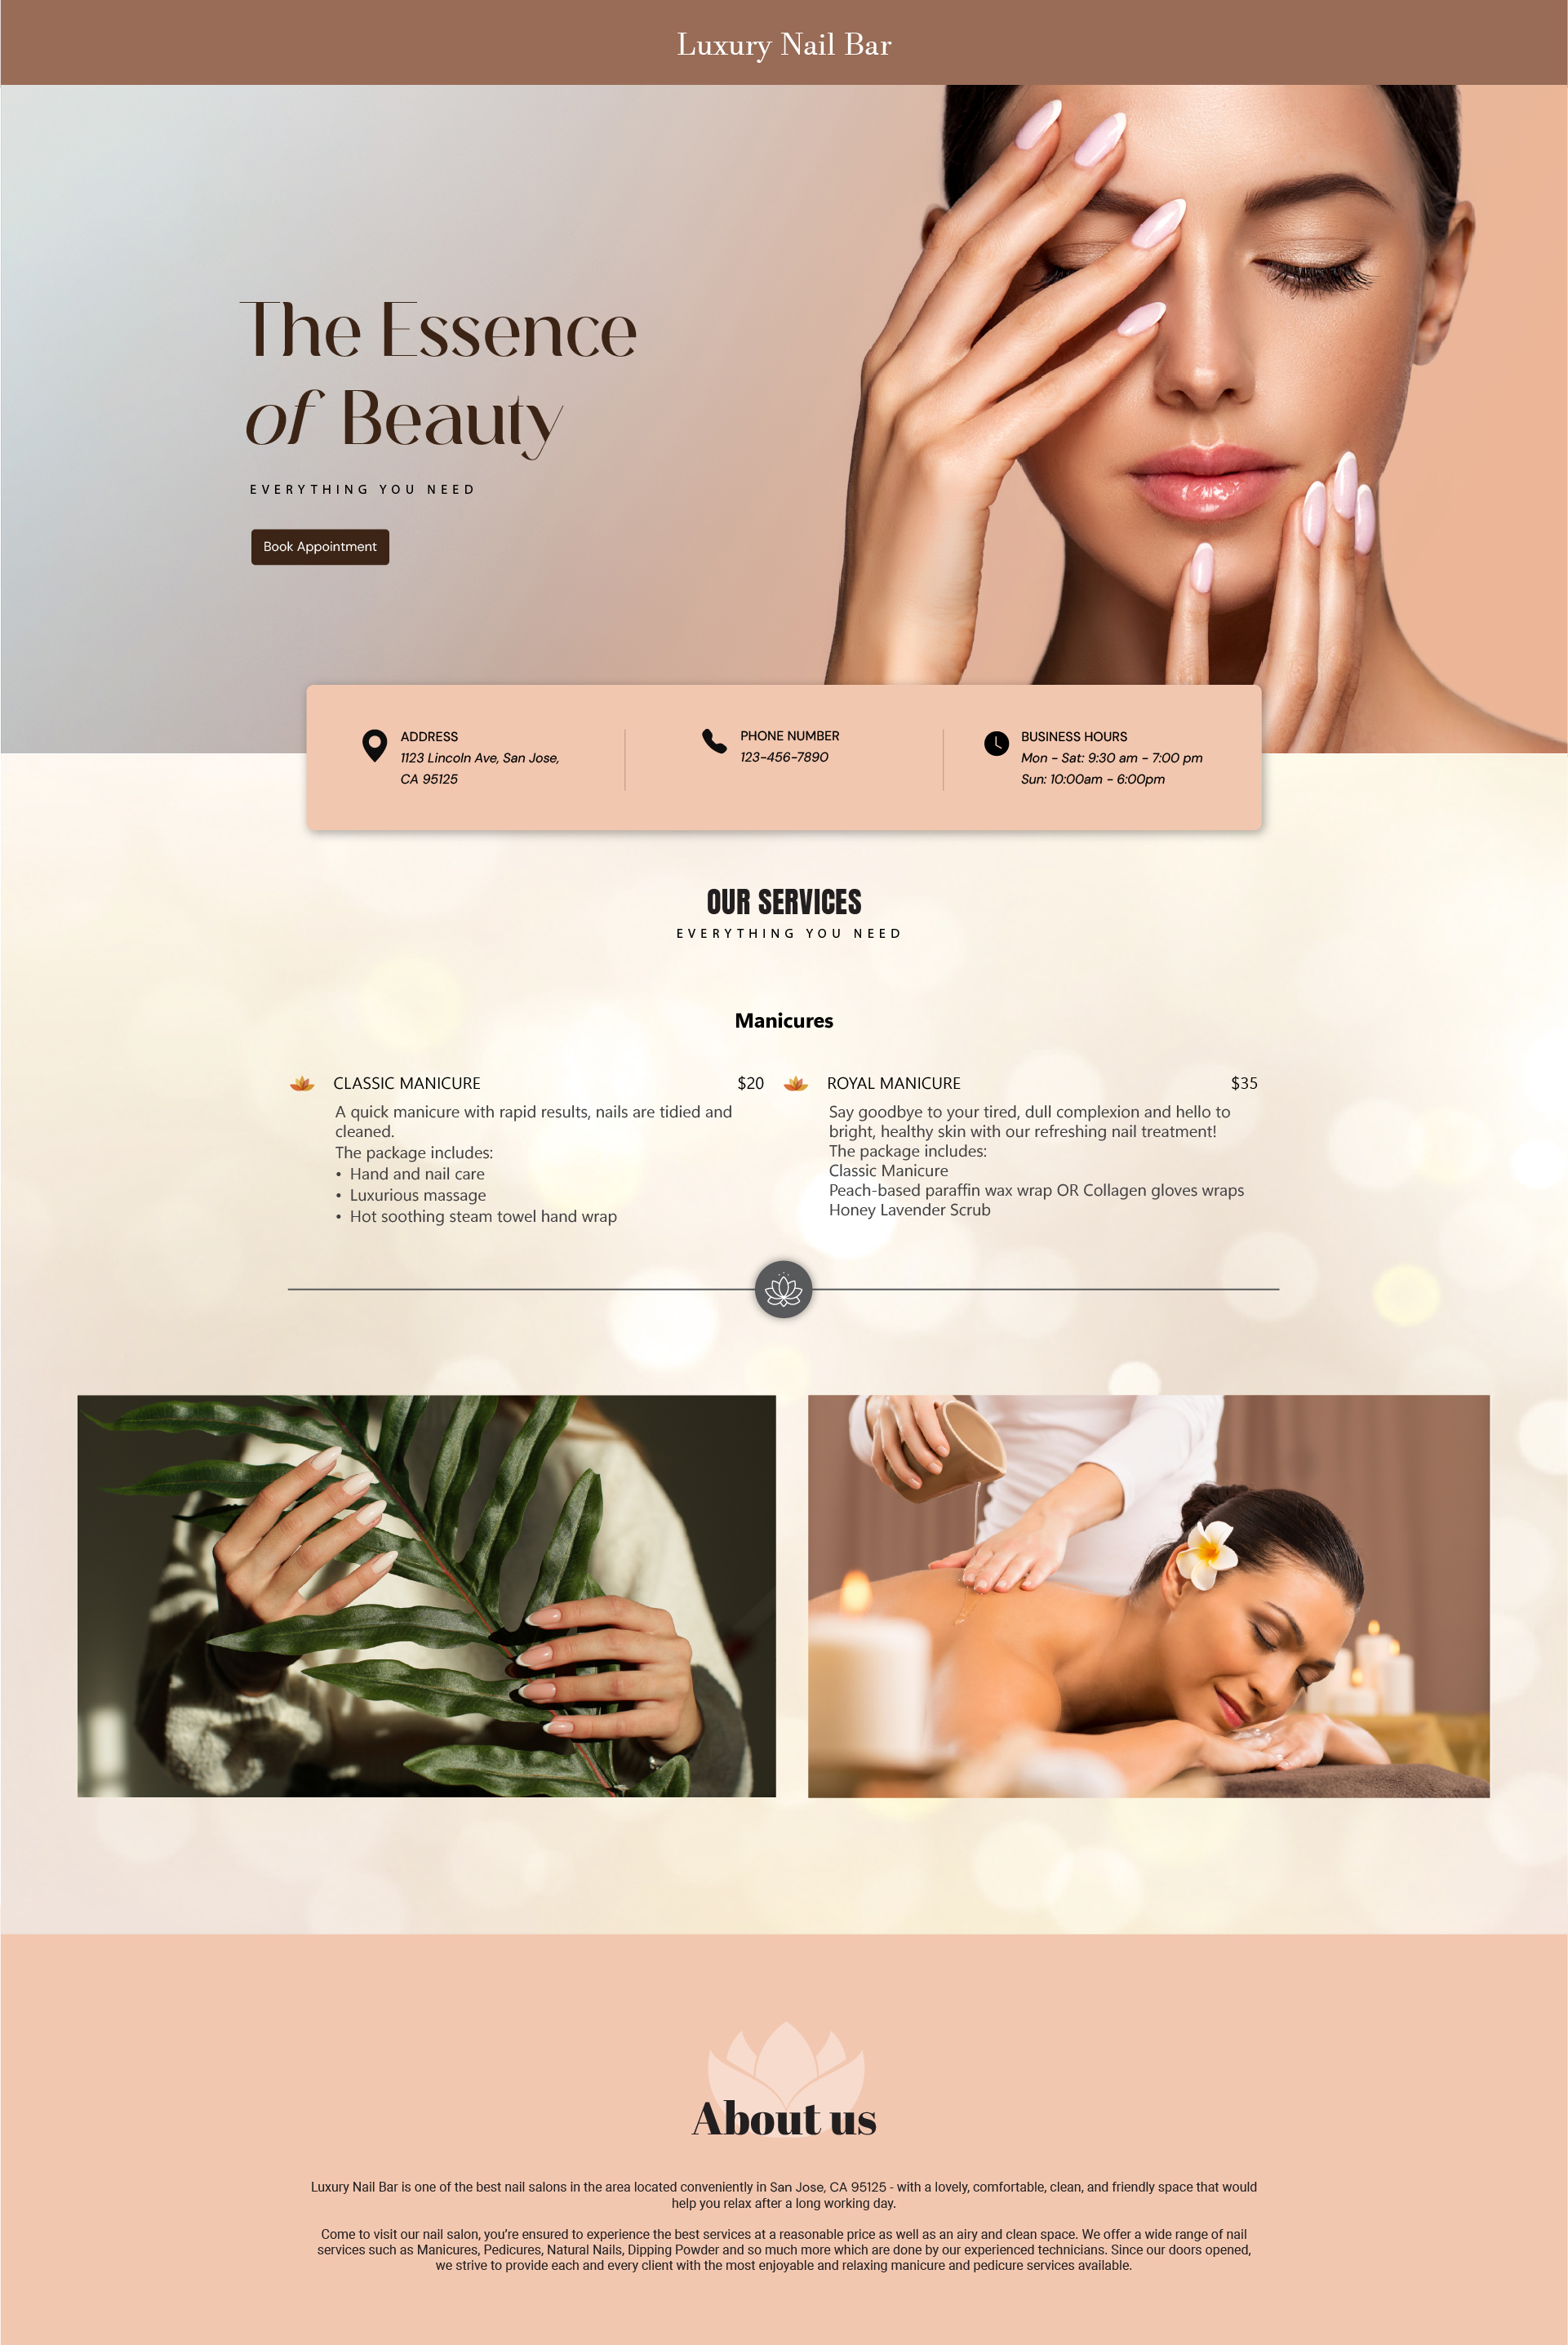 Luxury Nail Bar
The Essence
of Beauty
EVERYTHING YOU NEED
Book Appointment
ADDRESS
1123 Lincoln Ave, San Jose,
CA 95125
PHONE NUMBER
123-456-7890
BUSINESS HOURS
Mon - Sat: 9:30 am - 7:00 pm
Sun: 10:00am - 6:00pm
OUR SERVICES
EVERYTHING YOU NEED
Manicures
CLASSIC MANICURE $20
A quick manicure with rapid results, nails are tidied and
cleaned.
The package includes:
• Hand and nail care
• Luxurious massage
• Hot soothing steam towel hand wrap
ROYAL MANICURE $35
Say goodbye to your tired, dull complexion and hello to
bright, healthy skin with our refreshing nail treatment!
The package includes:
Classic Manicure
Peach-based paraffin wax wrap OR Collagen gloves wraps
Honey Lavender Scrub
About us
Luxury Nail Bar is one of the best nail salons in the area located conveniently in San Jose, CA 95125 - with a lovely, comfortable, clean, and friendly space that would
help you relax after a long working day.
Come to visit our nail salon, you’re ensured to experience the best services at a reasonable price as well as an airy and clean space. We offer a wide range of nail
services such as Manicures, Pedicures, Natural Nails, Dipping Powder and so much more which are done by our experienced technicians. Since our doors opened,
we strive to provide each and every client with the most enjoyable and relaxing manicure and pedicure services available.